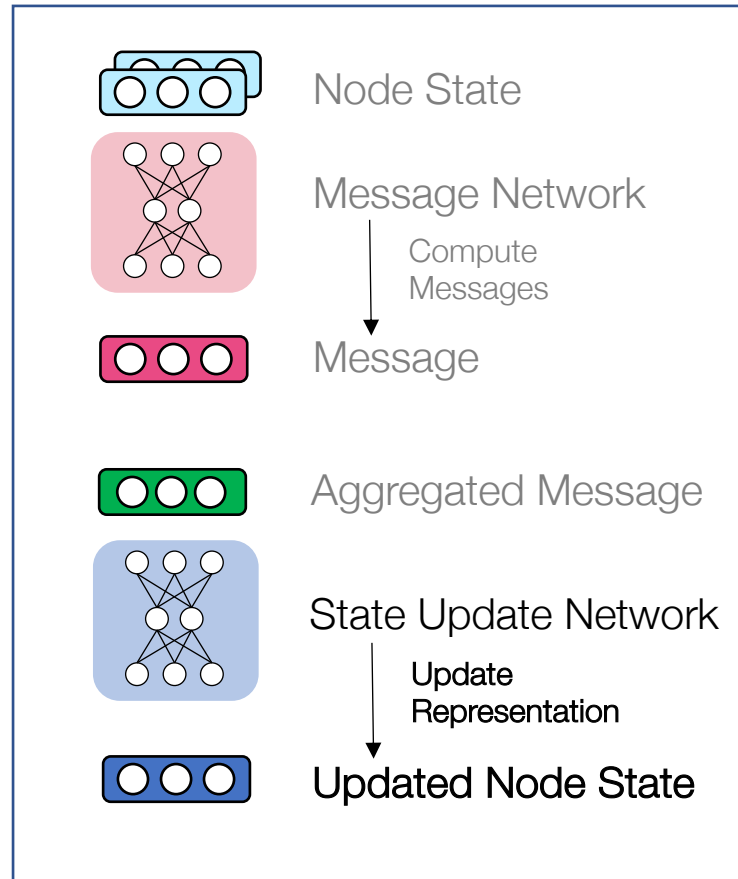 Node State
Message Network
Compute
Messages
Message
Aggregated Message
State Update Network
Update
Representation
Updated Node State